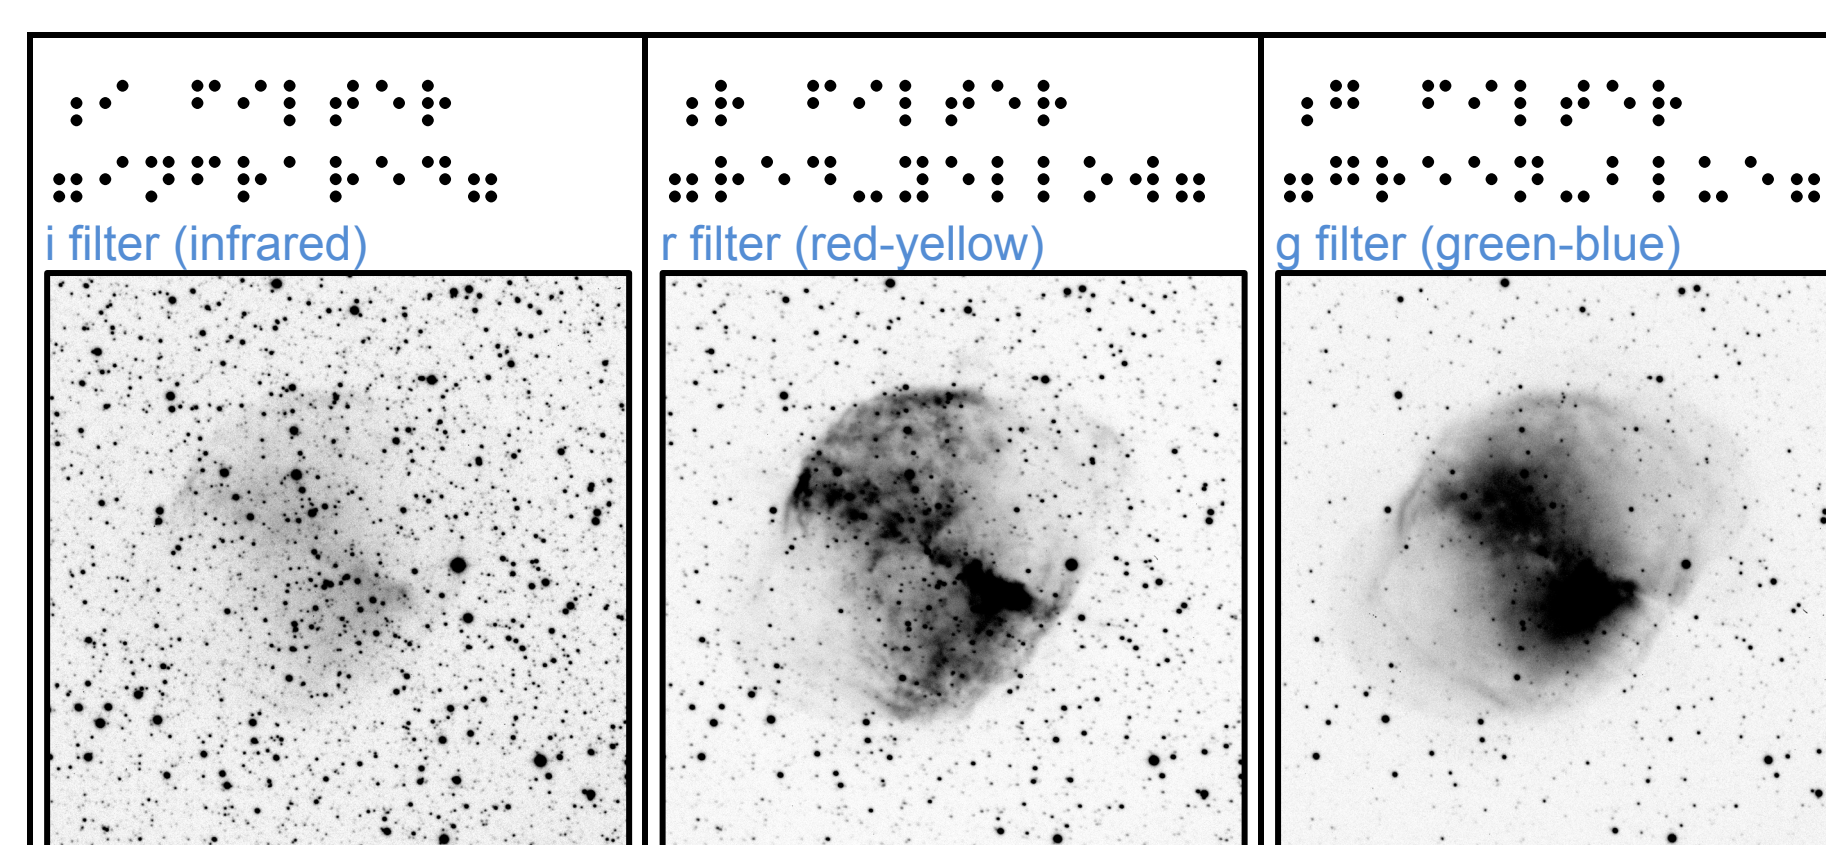 ⠰⠊ ⠋⠊⠇⠞⠑⠗
⠶⠊⠝⠋⠗⠁⠗⠑⠙⠶
i filter (infrared)
⠰⠗ ⠋⠊⠇⠞⠑⠗
⠶⠗⠑⠙⠤⠽⠑⠇⠇⠕⠺⠶
r filter (red-yellow)
⠰⠛ ⠋⠊⠇⠞⠑⠗
⠶⠛⠗⠑⠑⠝⠤⠃⠇⠥⠑⠶
g filter (green-blue)